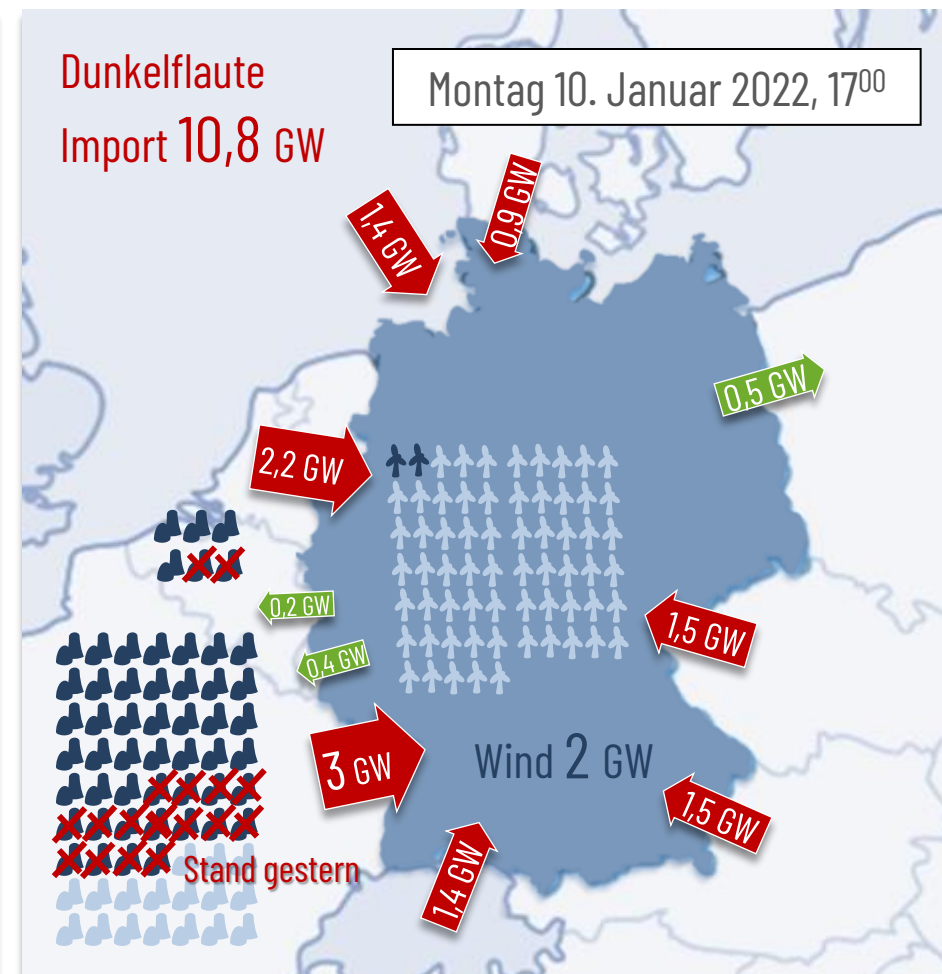 Dunkelflaute
Import 10,8 GW
Montag 10. Januar 2022, 17⁰⁰
1,4 GW
0,9 GW
0,5 GW
2,2 GW
0,2 GW
1,5 GW
0,4 GW
3 GW
Wind 2 GW
1,5 GW
Stand gestern
1,4 GW